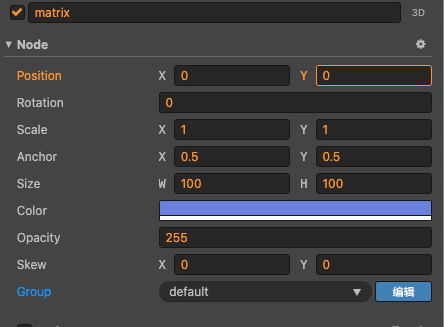 matrix 3D
Node
Position X 0 Y 0
Rotation 0
Scale X 1 Y 1
Anchor X 0.5 Y 0.5
Size W 100 H 100
Color
Opacity 255
Skew X 0 Y 0
Group default 编辑